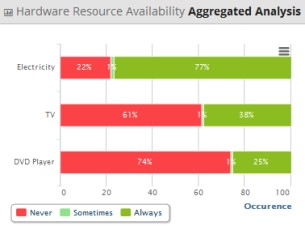 Hardware Resource Availability Aggregated Analysis
Electricity 22% 1% 77%
TV 61% 1% 38%
DVD Player 74% 1% 25%
0 20 40 60 80 100
Occurence
Never Sometimes Always